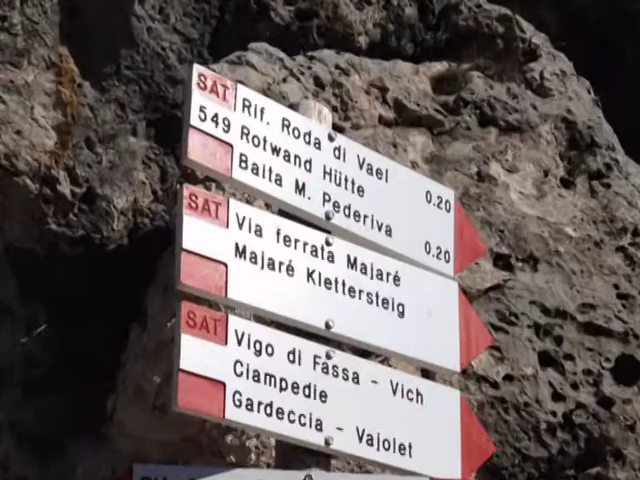 SAT Rif. Roda di Vael 0.20
549 Rotwand Hütte
Baita M. Pederiva 0.20
SAT Via ferrata Majaré
Majaré Klettersteig
SAT Vigo di Fassa - Vich
Ciampedie
Gardeccia - Vajolet